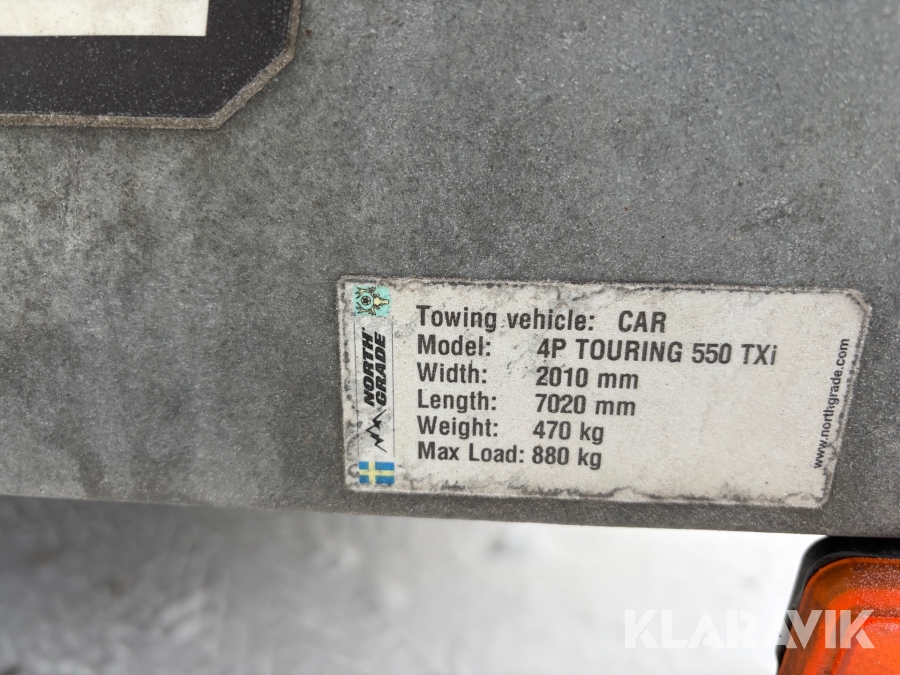 NORTH
GRADE
Towing vehicle: CAR
Model: 4P TOURING 550 TXi
Width: 2010 mm
Length: 7020 mm
Weight: 470 kg
Max Load: 880 kg
www.northgrade.com
KLARAVIK